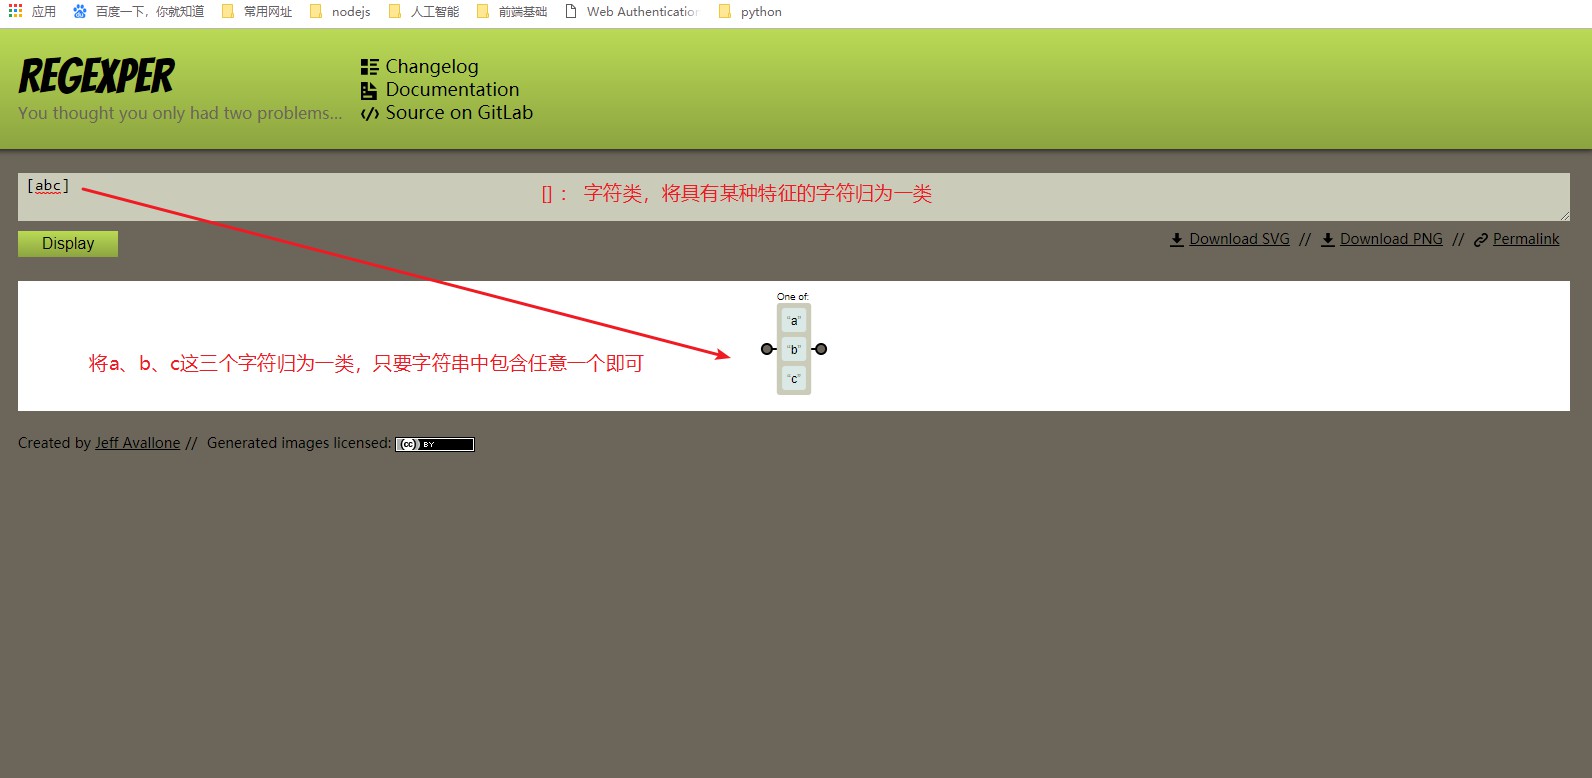 应用 百度一下，你就知道 常用网址 nodejs 人工智能 前端基础 Web Authentication python
REGEXPER
You thought you only had two problems...
Changelog
Documentation
Source on GitLab
[abc]
[] ： 字符类，将具有某种特征的字符归为一类
Display
Download SVG // Download PNG // Permalink
One of:
“a”
“b”
“c”
将a、b、c这三个字符归为一类，只要字符串中包含任意一个即可
Created by Jeff Avallone // Generated images licensed: cc BY